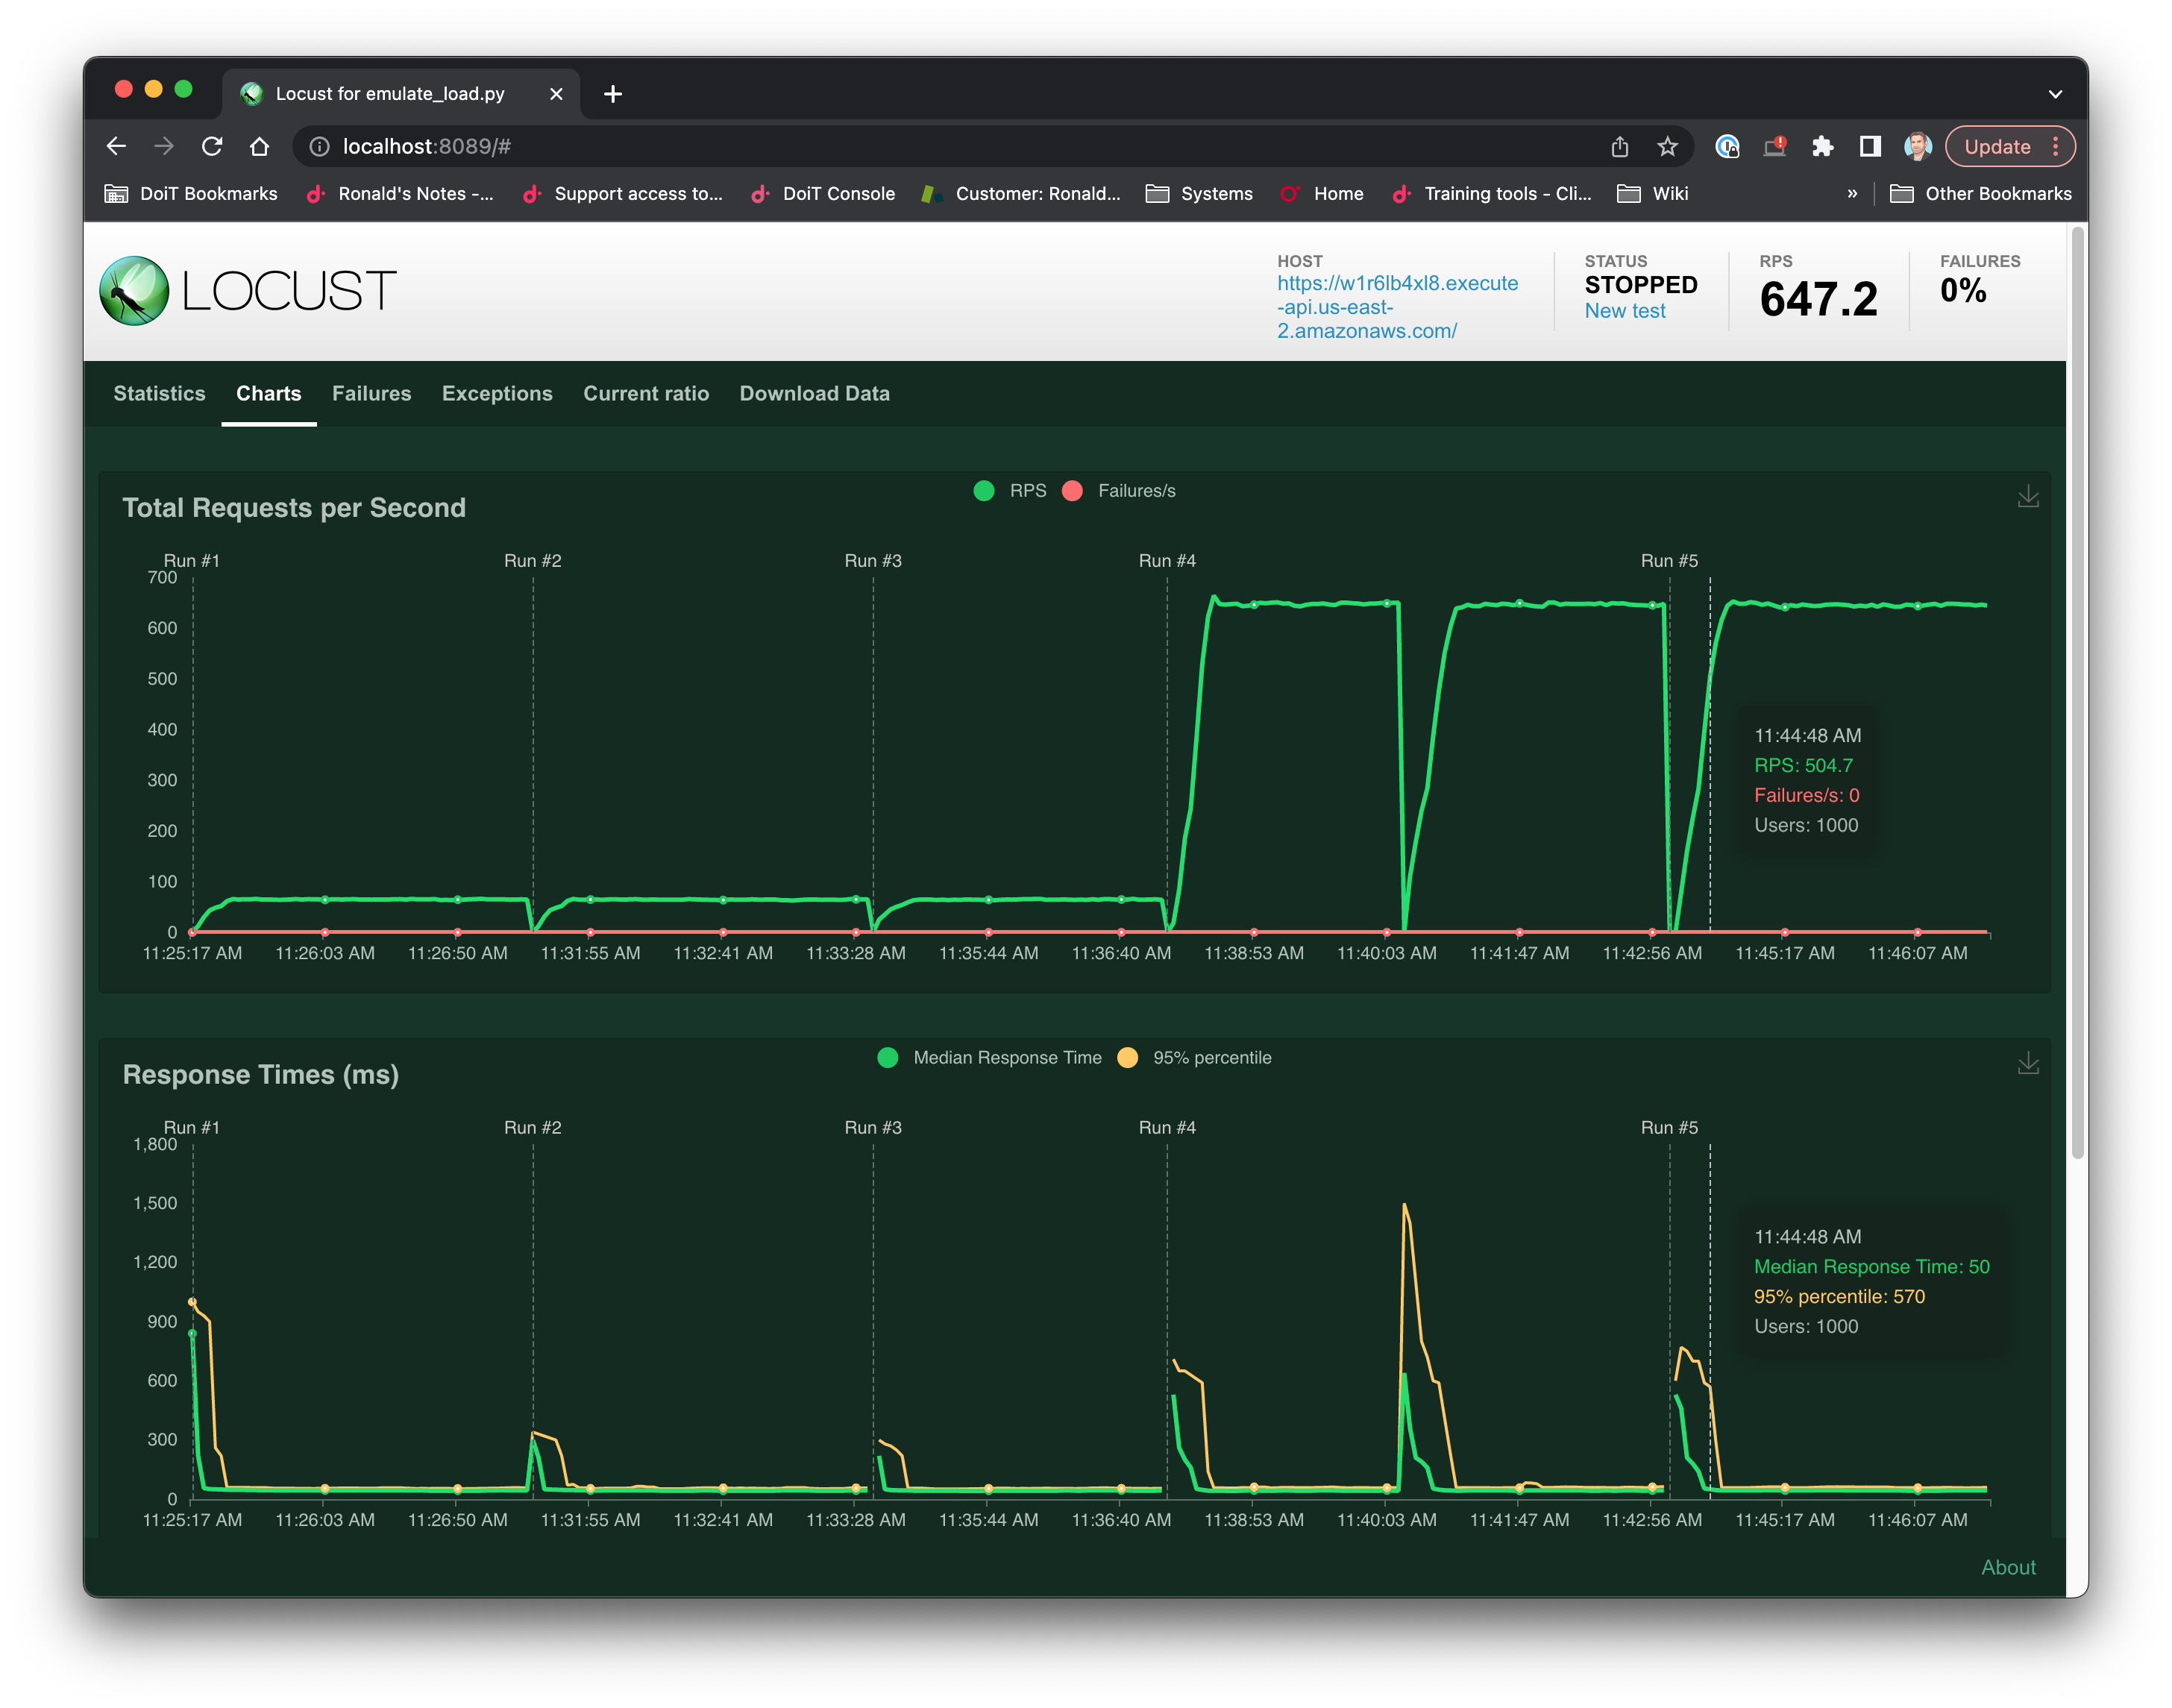 Locust for emulate_load.py
localhost:8089/#
Update
DoiT Bookmarks
Ronald's Notes -...
Support access to...
DoiT Console
Customer: Ronald...
Systems
Home
Training tools - Cli...
Wiki
»
Other Bookmarks
LOCUST
HOST
https://w1r6lb4xl8.execute
-api.us-east-
2.amazonaws.com/
STATUS
STOPPED
New test
RPS
647.2
FAILURES
0%
Statistics
Charts
Failures
Exceptions
Current ratio
Download Data
Total Requests per Second
RPS
Failures/s
Run #1
Run #2
Run #3
Run #4
Run #5
700
600
500
400
300
200
100
0
11:44:48 AM
RPS: 504.7
Failures/s: 0
Users: 1000
11:25:17 AM
11:26:03 AM
11:26:50 AM
11:31:55 AM
11:32:41 AM
11:33:28 AM
11:35:44 AM
11:36:40 AM
11:38:53 AM
11:40:03 AM
11:41:47 AM
11:42:56 AM
11:45:17 AM
11:46:07 AM
Response Times (ms)
Median Response Time
95% percentile
Run #1
Run #2
Run #3
Run #4
Run #5
1,800
1,500
1,200
900
600
300
0
11:44:48 AM
Median Response Time: 50
95% percentile: 570
Users: 1000
11:25:17 AM
11:26:03 AM
11:26:50 AM
11:31:55 AM
11:32:41 AM
11:33:28 AM
11:35:44 AM
11:36:40 AM
11:38:53 AM
11:40:03 AM
11:41:47 AM
11:42:56 AM
11:45:17 AM
11:46:07 AM
About